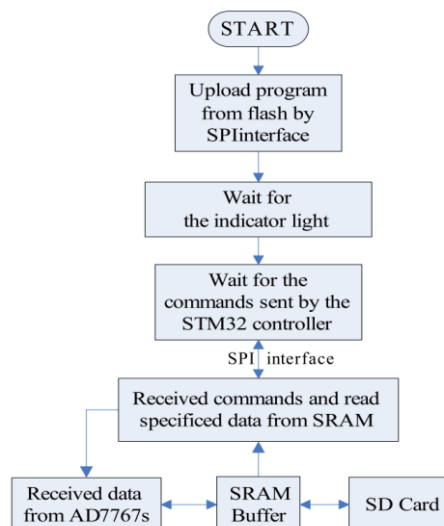 START
Upload program
from flash by
SPIinterface
Wait for
the indicator light
Wait for the
commands sent by the
STM32 controller
SPI interface
Received commands and read
specificed data from SRAM
Received data
from AD7767s
SRAM
Buffer
SD Card